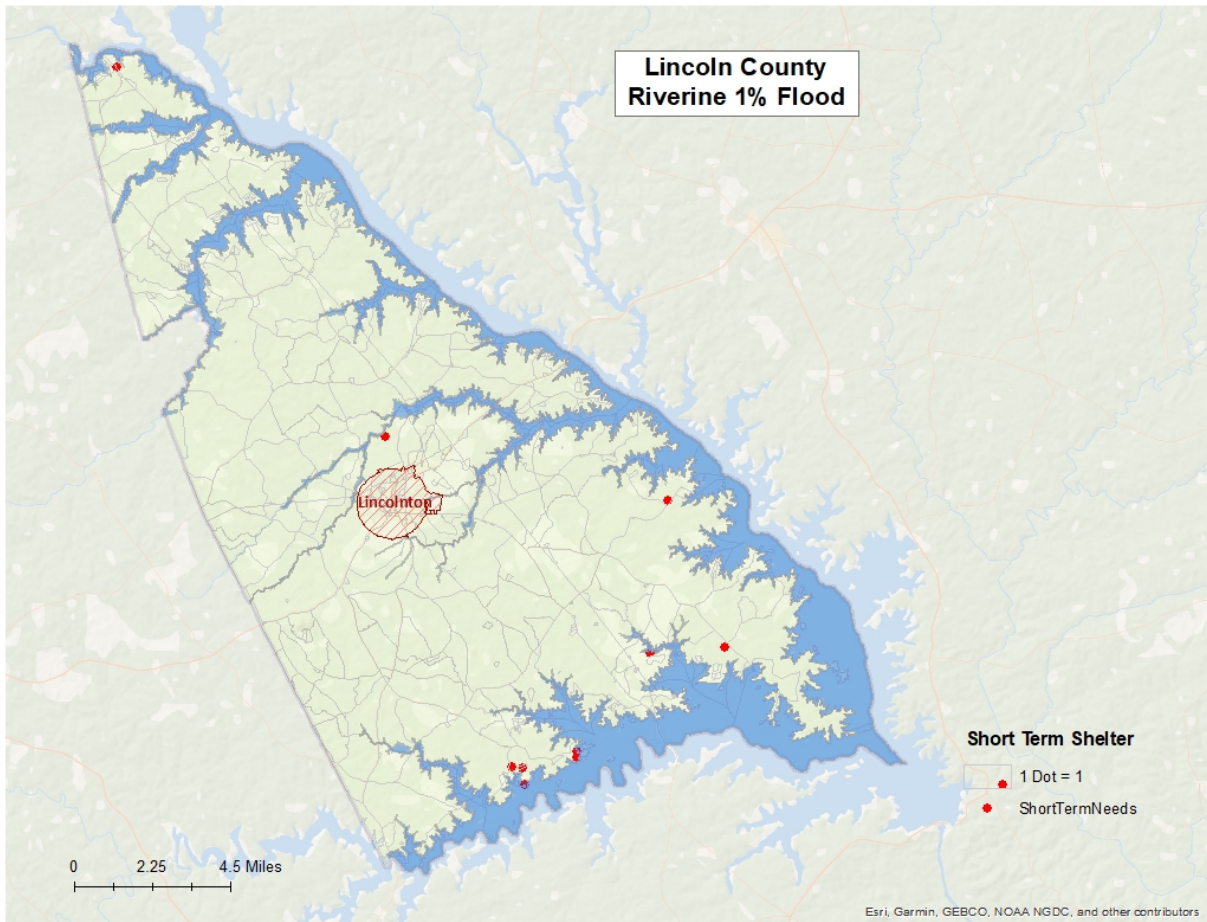 Lincoln County
Riverine 1% Flood
Lincolnton
Short Term Shelter
1 Dot = 1
ShortTermNeeds
0 2.25 4.5 Miles
Esri, Garmin, GEBCO, NOAA NGDC, and other contributors